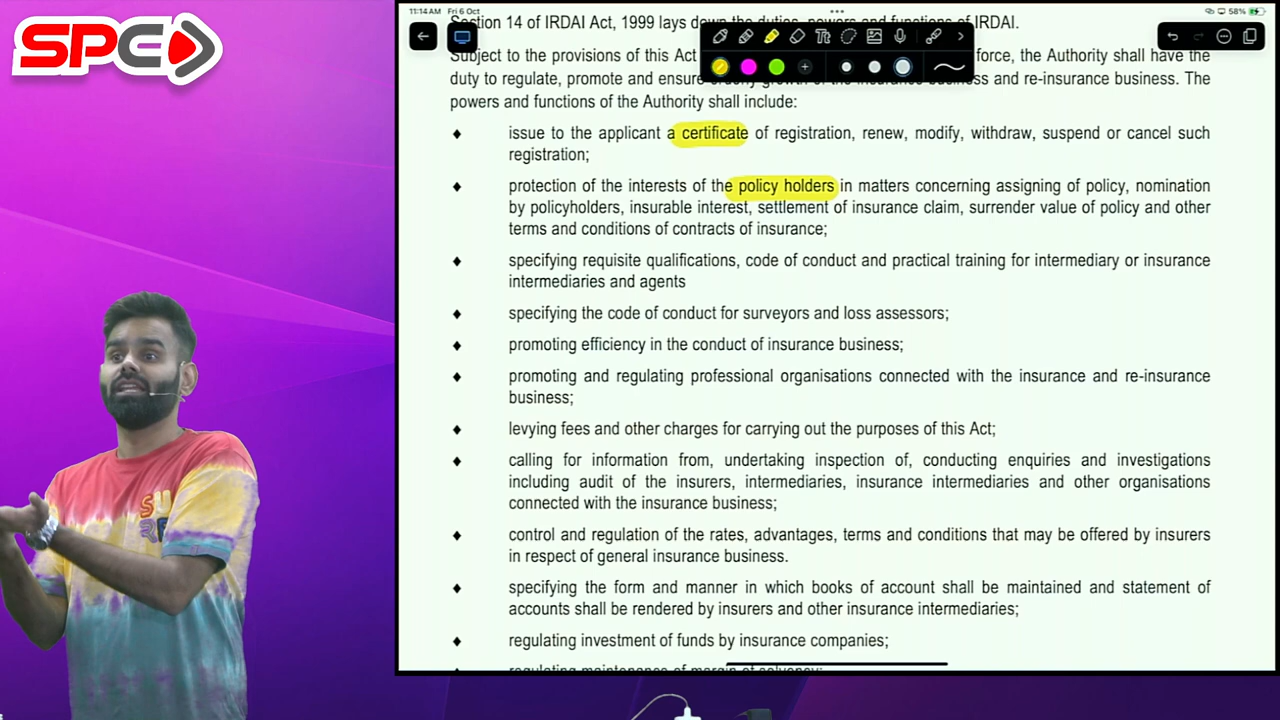 SPC
11:14 AM Fri 6 Oct
58%
Section 14 of IRDAI Act, 1999 lays down the duties, powers and functions of IRDAI.
Subject to the provisions of this Act force, the Authority shall have the
duty to regulate, promote and ensure orderly growth of the insurance business and re-insurance business. The
powers and functions of the Authority shall include:
♦ issue to the applicant a certificate of registration, renew, modify, withdraw, suspend or cancel such
registration;
♦ protection of the interests of the policy holders in matters concerning assigning of policy, nomination
by policyholders, insurable interest, settlement of insurance claim, surrender value of policy and other
terms and conditions of contracts of insurance;
♦ specifying requisite qualifications, code of conduct and practical training for intermediary or insurance
intermediaries and agents
♦ specifying the code of conduct for surveyors and loss assessors;
♦ promoting efficiency in the conduct of insurance business;
♦ promoting and regulating professional organisations connected with the insurance and re-insurance
business;
♦ levying fees and other charges for carrying out the purposes of this Act;
♦ calling for information from, undertaking inspection of, conducting enquiries and investigations
including audit of the insurers, intermediaries, insurance intermediaries and other organisations
connected with the insurance business;
♦ control and regulation of the rates, advantages, terms and conditions that may be offered by insurers
in respect of general insurance business.
♦ specifying the form and manner in which books of account shall be maintained and statement of
accounts shall be rendered by insurers and other insurance intermediaries;
♦ regulating investment of funds by insurance companies;
♦ regulating maintenance of margin of solvency;